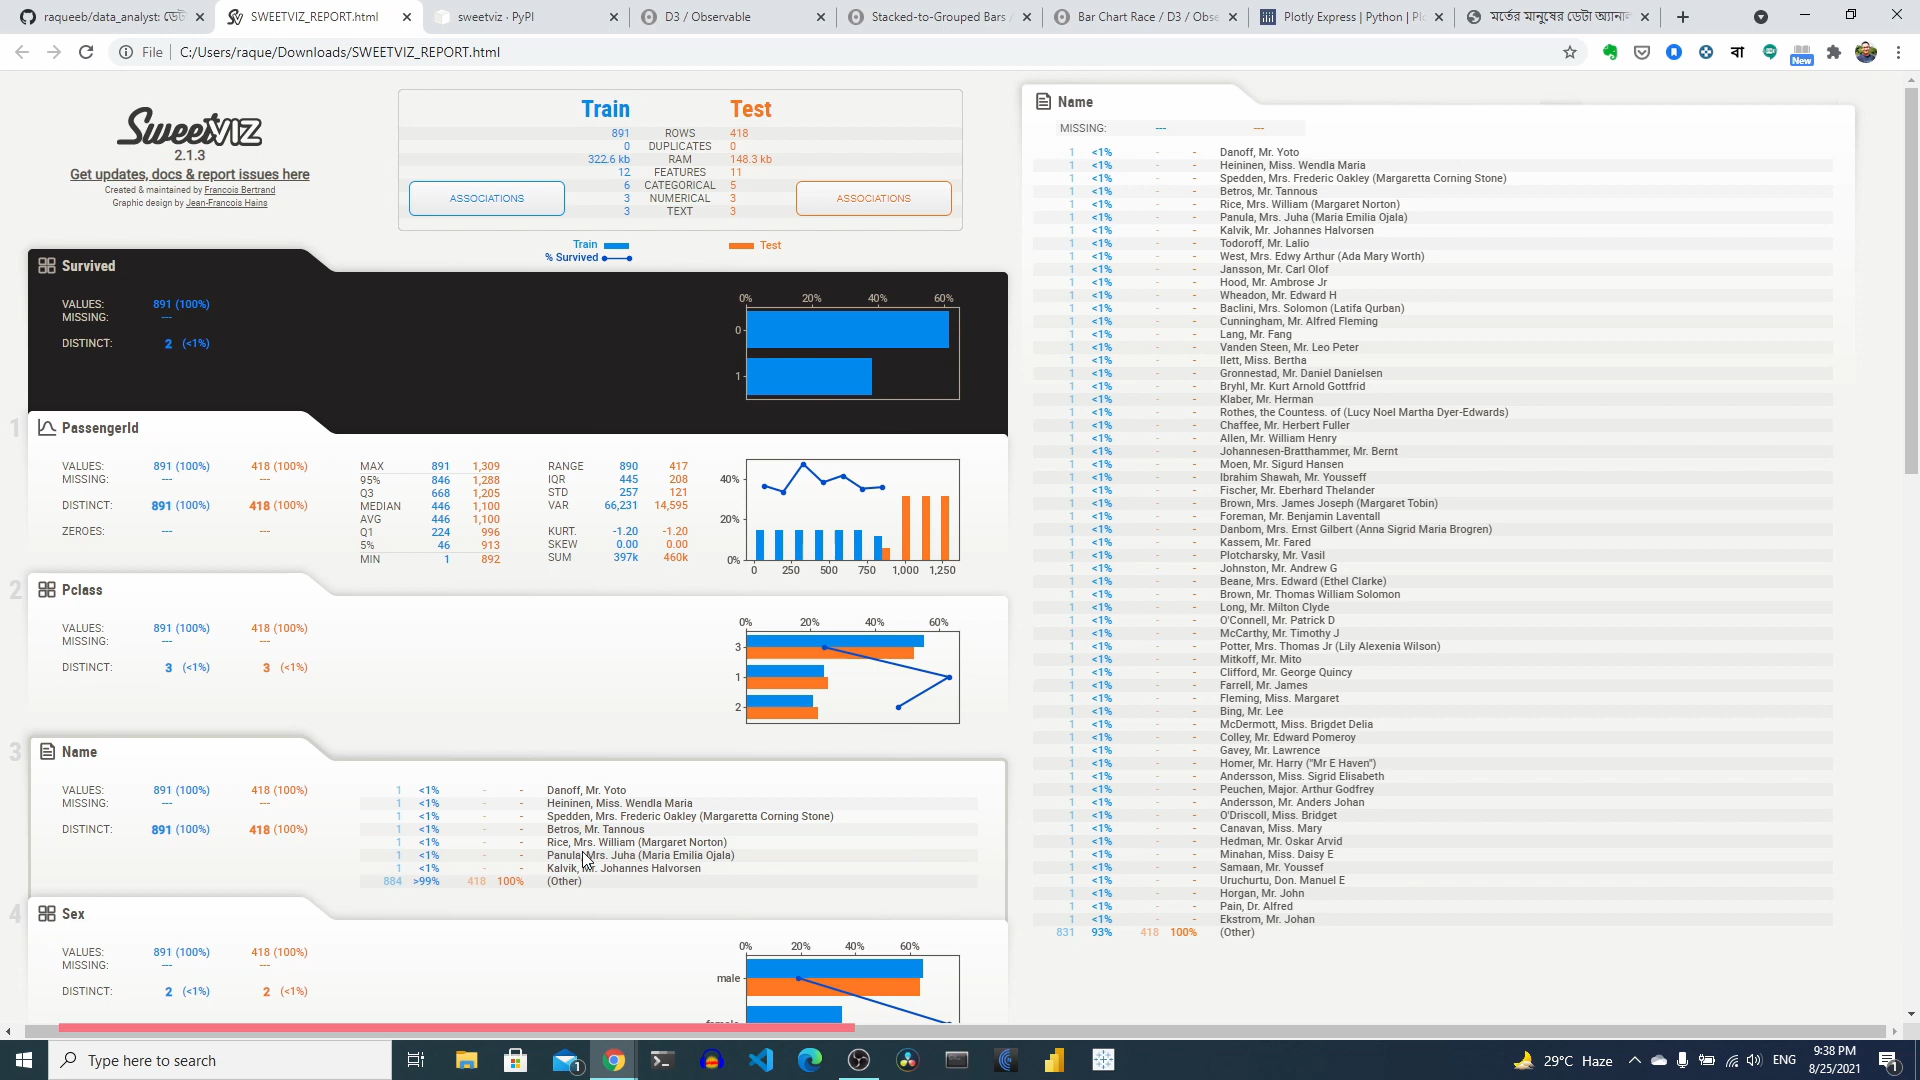 raqueeb/data_analyst: ডেট
SWEETVIZ_REPORT.html
sweetviz · PyPI
D3 / Observable
Stacked-to-Grouped Bars
Bar Chart Race / D3 / Obse
Plotly Express | Python | Plo
মর্তের মানুষের ডেটা অ্যানাল
File
C:/Users/raque/Downloads/SWEETVIZ_REPORT.html
বা
New
SweetVIZ
2.1.3
Get updates, docs & report issues here
Created & maintained by Francois Bertrand
Graphic design by Jean-Francois Hains
Train Test
891 ROWS 418
0 DUPLICATES 0
322.6 kb RAM 148.3 kb
12 FEATURES 11
6 CATEGORICAL 5
3 NUMERICAL 3
3 TEXT 3
ASSOCIATIONS
ASSOCIATIONS
Train Test
% Survived
Survived
VALUES: 891 (100%)
MISSING: ---
DISTINCT: 2 (<1%)
0% 20% 40% 60%
0
1
1
PassengerId
VALUES: 891 (100%) 418 (100%)
MISSING: --- ---
DISTINCT: 891 (100%) 418 (100%)
ZEROES: --- ---
MAX 891 1,309
95% 846 1,288
Q3 668 1,205
MEDIAN 446 1,100
AVG 446 1,100
Q1 224 996
5% 46 913
MIN 1 892
RANGE 890 417
IQR 445 208
STD 257 121
VAR 66,231 14,595
KURT. -1.20 -1.20
SKEW 0.00 0.00
SUM 397k 460k
40%
20%
0%
0 250 500 750 1,000 1,250
2
Pclass
VALUES: 891 (100%) 418 (100%)
MISSING: --- ---
DISTINCT: 3 (<1%) 3 (<1%)
0% 20% 40% 60%
3
1
2
3
Name
VALUES: 891 (100%) 418 (100%)
MISSING: --- ---
DISTINCT: 891 (100%) 418 (100%)
1 <1% - - Danoff, Mr. Yoto
1 <1% - - Heininen, Miss. Wendla Maria
1 <1% - - Spedden, Mrs. Frederic Oakley (Margaretta Corning Stone)
1 <1% - - Betros, Mr. Tannous
1 <1% - - Rice, Mrs. William (Margaret Norton)
1 <1% - - Panula, Mrs. Juha (Maria Emilia Ojala)
1 <1% - - Kalvik, Mr. Johannes Halvorsen
884 >99% 418 100% (Other)
4
Sex
VALUES: 891 (100%) 418 (100%)
MISSING: --- ---
DISTINCT: 2 (<1%) 2 (<1%)
0% 20% 40% 60%
male
Name
MISSING: --- ---
1 <1% - - Danoff, Mr. Yoto
1 <1% - - Heininen, Miss. Wendla Maria
1 <1% - - Spedden, Mrs. Frederic Oakley (Margaretta Corning Stone)
1 <1% - - Betros, Mr. Tannous
1 <1% - - Rice, Mrs. William (Margaret Norton)
1 <1% - - Panula, Mrs. Juha (Maria Emilia Ojala)
1 <1% - - Kalvik, Mr. Johannes Halvorsen
1 <1% - - Todoroff, Mr. Lalio
1 <1% - - West, Mrs. Edwy Arthur (Ada Mary Worth)
1 <1% - - Jansson, Mr. Carl Olof
1 <1% - - Hood, Mr. Ambrose Jr
1 <1% - - Wheadon, Mr. Edward H
1 <1% - - Baclini, Mrs. Solomon (Latifa Qurban)
1 <1% - - Cunningham, Mr. Alfred Fleming
1 <1% - - Lang, Mr. Fang
1 <1% - - Vanden Steen, Mr. Leo Peter
1 <1% - - Ilett, Miss. Bertha
1 <1% - - Gronnestad, Mr. Daniel Danielsen
1 <1% - - Bryhl, Mr. Kurt Arnold Gottfrid
1 <1% - - Klaber, Mr. Herman
1 <1% - - Rothes, the Countess. of (Lucy Noel Martha Dyer-Edwards)
1 <1% - - Chaffee, Mr. Herbert Fuller
1 <1% - - Allen, Mr. William Henry
1 <1% - - Johannesen-Bratthammer, Mr. Bernt
1 <1% - - Moen, Mr. Sigurd Hansen
1 <1% - - Ibrahim Shawah, Mr. Yousseff
1 <1% - - Fischer, Mr. Eberhard Thelander
1 <1% - - Brown, Mrs. James Joseph (Margaret Tobin)
1 <1% - - Foreman, Mr. Benjamin Laventall
1 <1% - - Danbom, Mrs. Ernst Gilbert (Anna Sigrid Maria Brogren)
1 <1% - - Kassem, Mr. Fared
1 <1% - - Plotcharsky, Mr. Vasil
1 <1% - - Johnston, Mr. Andrew G
1 <1% - - Beane, Mrs. Edward (Ethel Clarke)
1 <1% - - Brown, Mr. Thomas William Solomon
1 <1% - - Long, Mr. Milton Clyde
1 <1% - - O'Connell, Mr. Patrick D
1 <1% - - McCarthy, Mr. Timothy J
1 <1% - - Potter, Mrs. Thomas Jr (Lily Alexenia Wilson)
1 <1% - - Mitkoff, Mr. Mito
1 <1% - - Clifford, Mr. George Quincy
1 <1% - - Farrell, Mr. James
1 <1% - - Fleming, Miss. Margaret
1 <1% - - Bing, Mr. Lee
1 <1% - - McDermott, Miss. Brigdet Delia
1 <1% - - Colley, Mr. Edward Pomeroy
1 <1% - - Gavey, Mr. Lawrence
1 <1% - - Homer, Mr. Harry ("Mr E Haven")
1 <1% - - Andersson, Miss. Sigrid Elisabeth
1 <1% - - Peuchen, Major. Arthur Godfrey
1 <1% - - Andersson, Mr. Anders Johan
1 <1% - - O'Driscoll, Miss. Bridget
1 <1% - - Canavan, Miss. Mary
1 <1% - - Hedman, Mr. Oskar Arvid
1 <1% - - Minahan, Miss. Daisy E
1 <1% - - Samaan, Mr. Youssef
1 <1% - - Uruchurtu, Don. Manuel E
1 <1% - - Horgan, Mr. John
1 <1% - - Pain, Dr. Alfred
1 <1% - - Ekstrom, Mr. Johan
831 93% 418 100% (Other)
Type here to search
1
29°C Haze
ENG
9:38 PM
8/25/2021
1